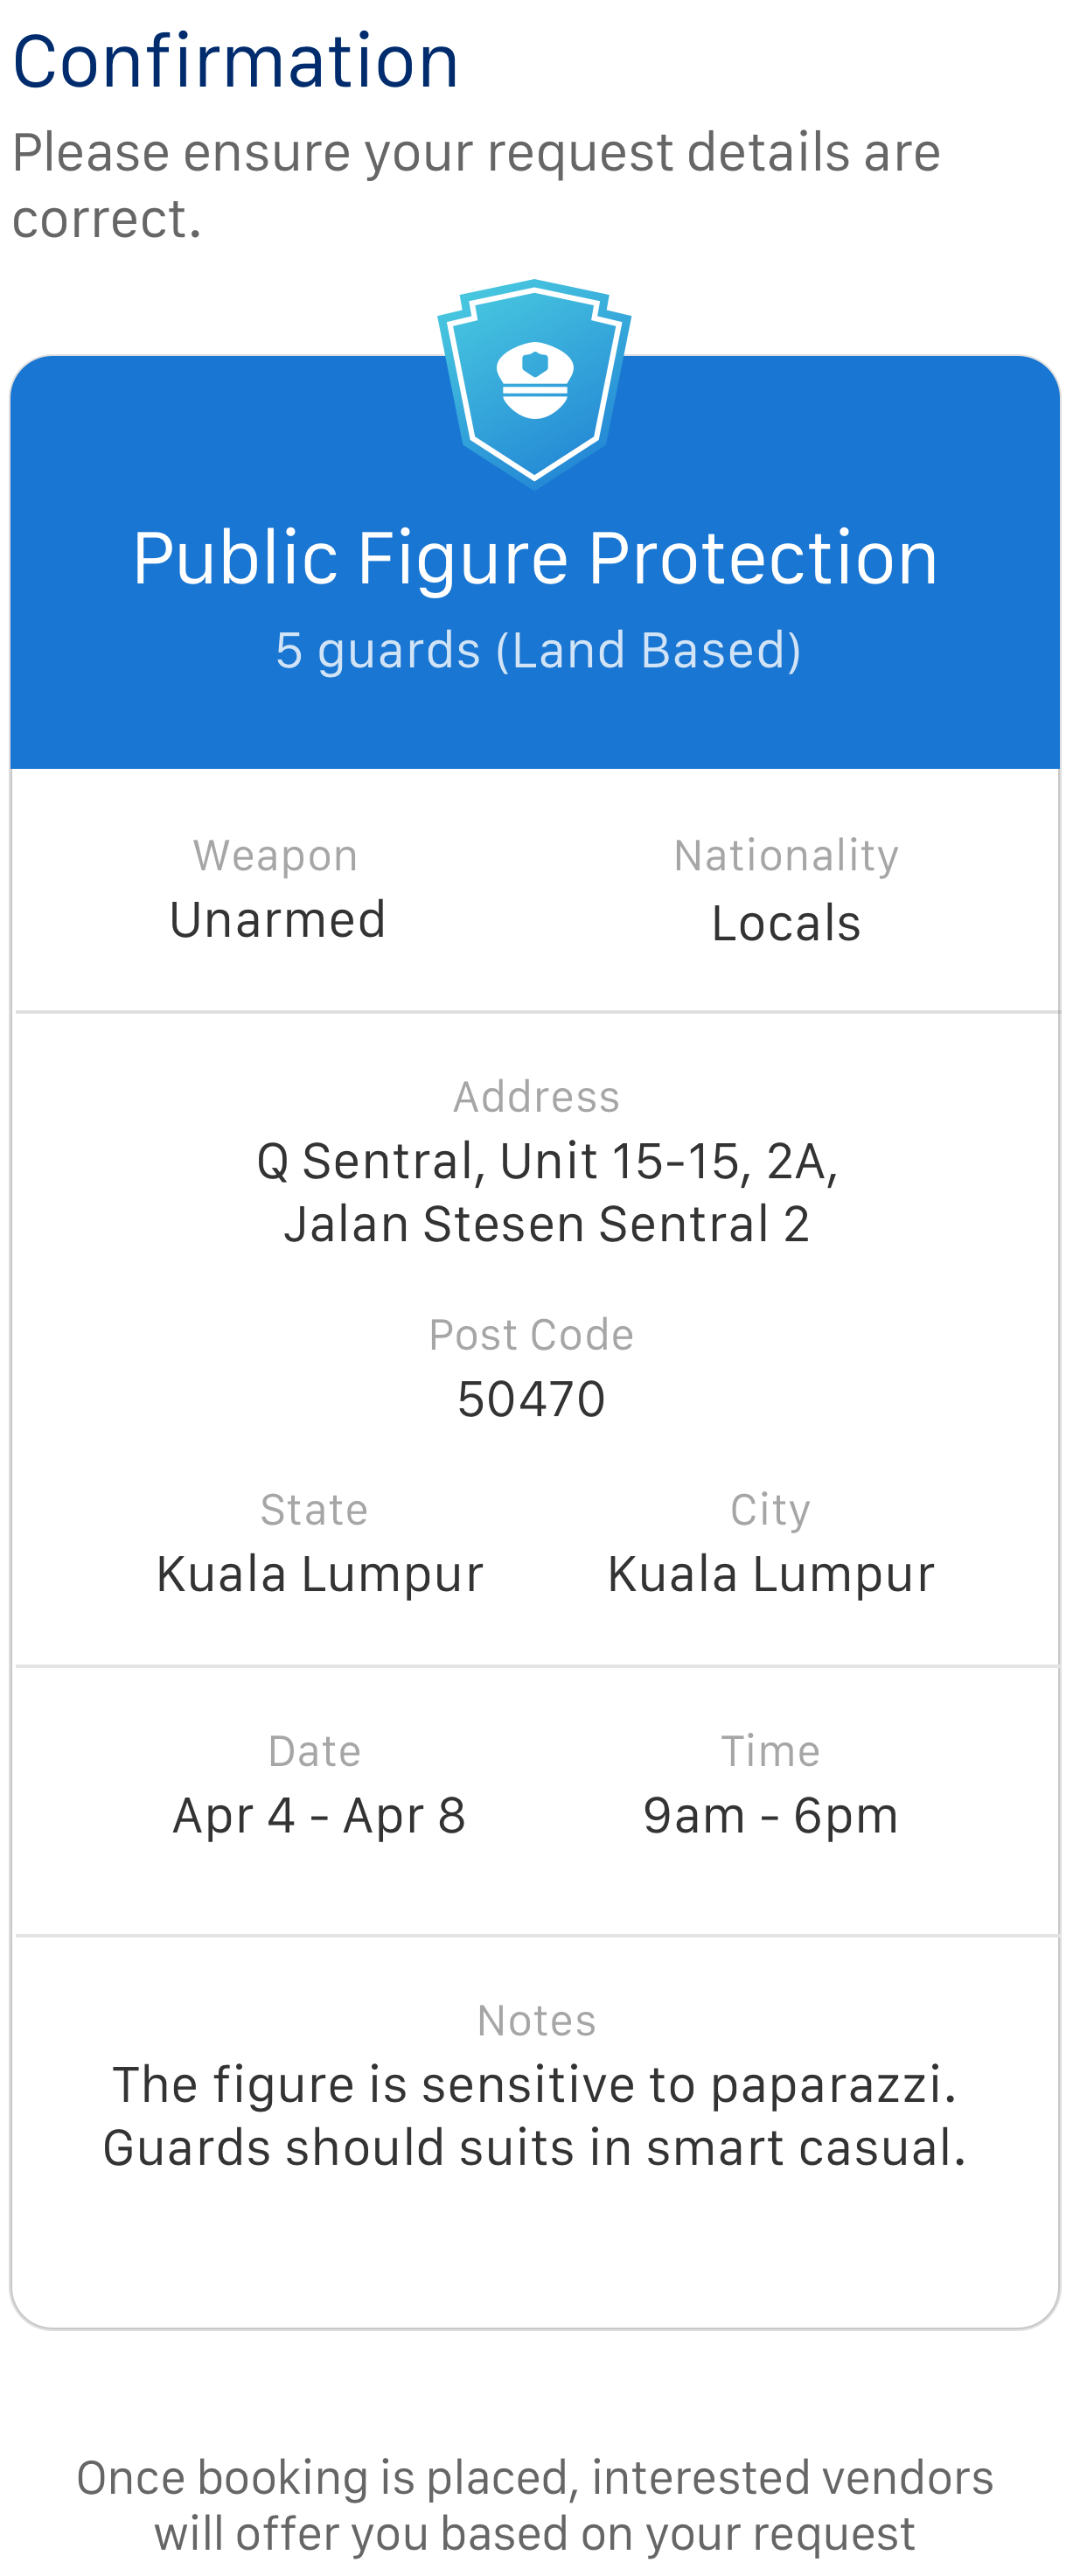 Confirmation
Please ensure your request details are
correct.
Public Figure Protection
5 guards (Land Based)
Weapon
Nationality
Unarmed
Locals
Address
Q Sentral, Unit 15-15, 2A,
Jalan Stesen Sentral 2
Post Code
50470
State
City
Kuala Lumpur
Kuala Lumpur
Date
Time
Apr 4 - Apr 8
9am - 6pm
Notes
The figure is sensitive to paparazzi.
Guards should suits in smart casual.
Once booking is placed, interested vendors
will offer you based on your request